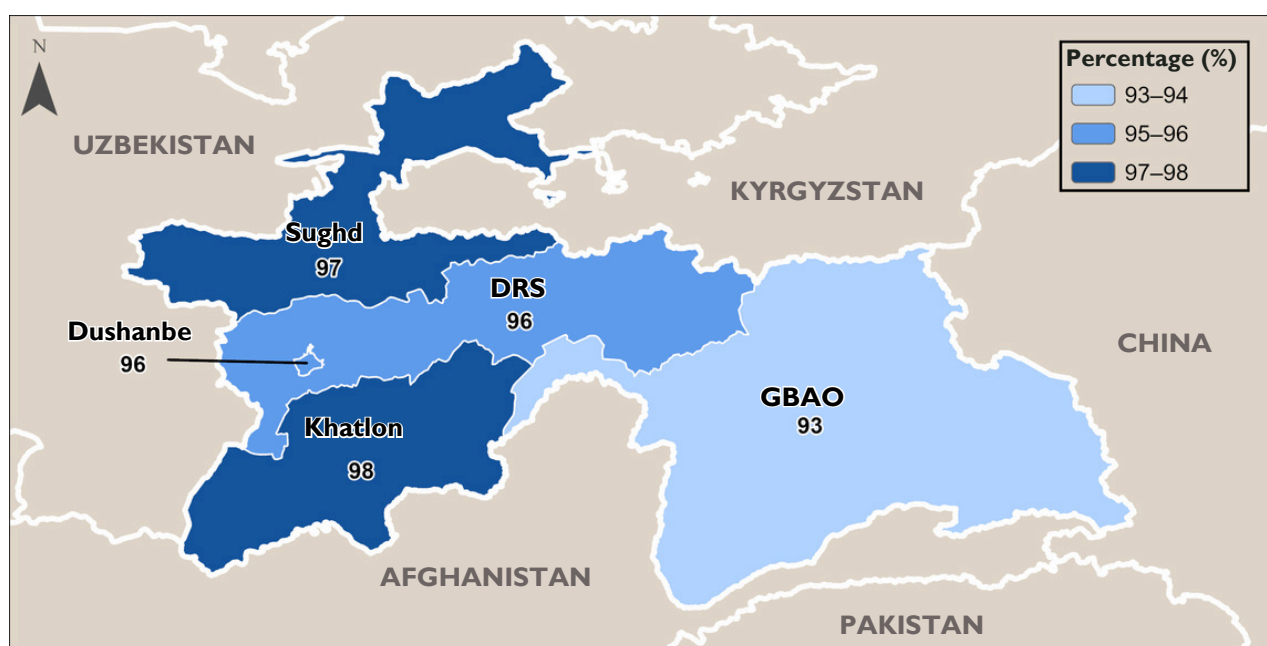 N
Percentage (%)
93–94
95–96
97–98
UZBEKISTAN
KYRGYZSTAN
Sughd
97
DRS
96
Dushanbe
96
CHINA
GBAO
93
Khatlon
98
AFGHANISTAN
PAKISTAN